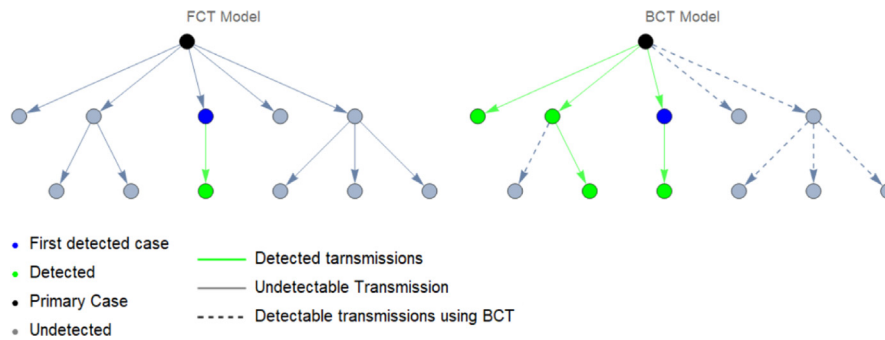 FCT Model
BCT Model
First detected case
Detected
Primary Case
Undetected
Detected tarnsmissions
Undetectable Transmission
Detectable transmissions using BCT